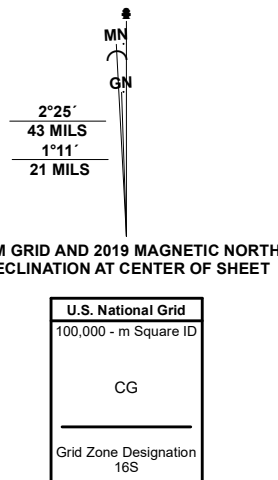 MN
GN
2°25´
43 MILS
1°11´
21 MILS
M GRID AND 2019 MAGNETIC NORTH
ECLINATION AT CENTER OF SHEET
U.S. National Grid
100,000 - m Square ID
CG
Grid Zone Designation
16S